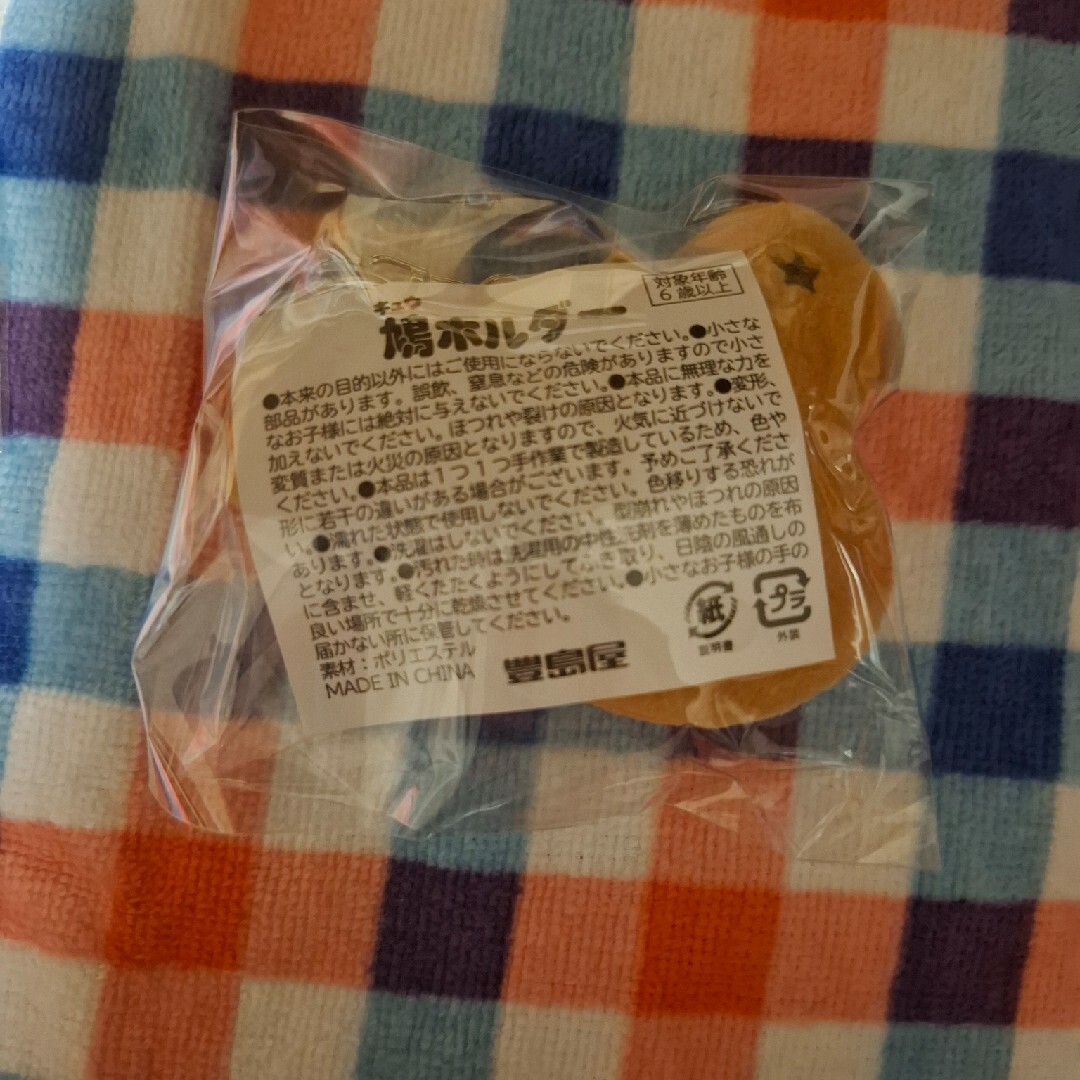 対象年齢
6 歳以上
キュウ
鳩ホルダー
●本来の目的以外にはご使用にならないでください。●小さな
部品があります。誤飲、窒息などの危険がありますので小さ
なお子様には絶対に与えないでください。●本品に無理な力を
加えないでください。ほつれや裂けの原因となります。●変形、
変質または火災の原因となりますので、火気に近づけないで
ください。●本品は1つ1つ手作業で製造しているため、色や
形に若干の違いがある場合がございます。予めご了承くださ
い。●濡れた状態で使用しないでください。色移りする恐れが
あります。●洗濯はしないでください。型崩れやほつれの原因
となります。●汚れた時は洗濯用の中性洗剤を薄めたものを布
に含ませ、軽くたたくようにしてふき取り、日陰の風通しの
良い場所で十分に乾燥させてください。●小さなお子様の手の
届かない所に保管してください。
素材：ポリエステル
MADE IN CHINA
豊島屋
紙
説明書
プラ
外装